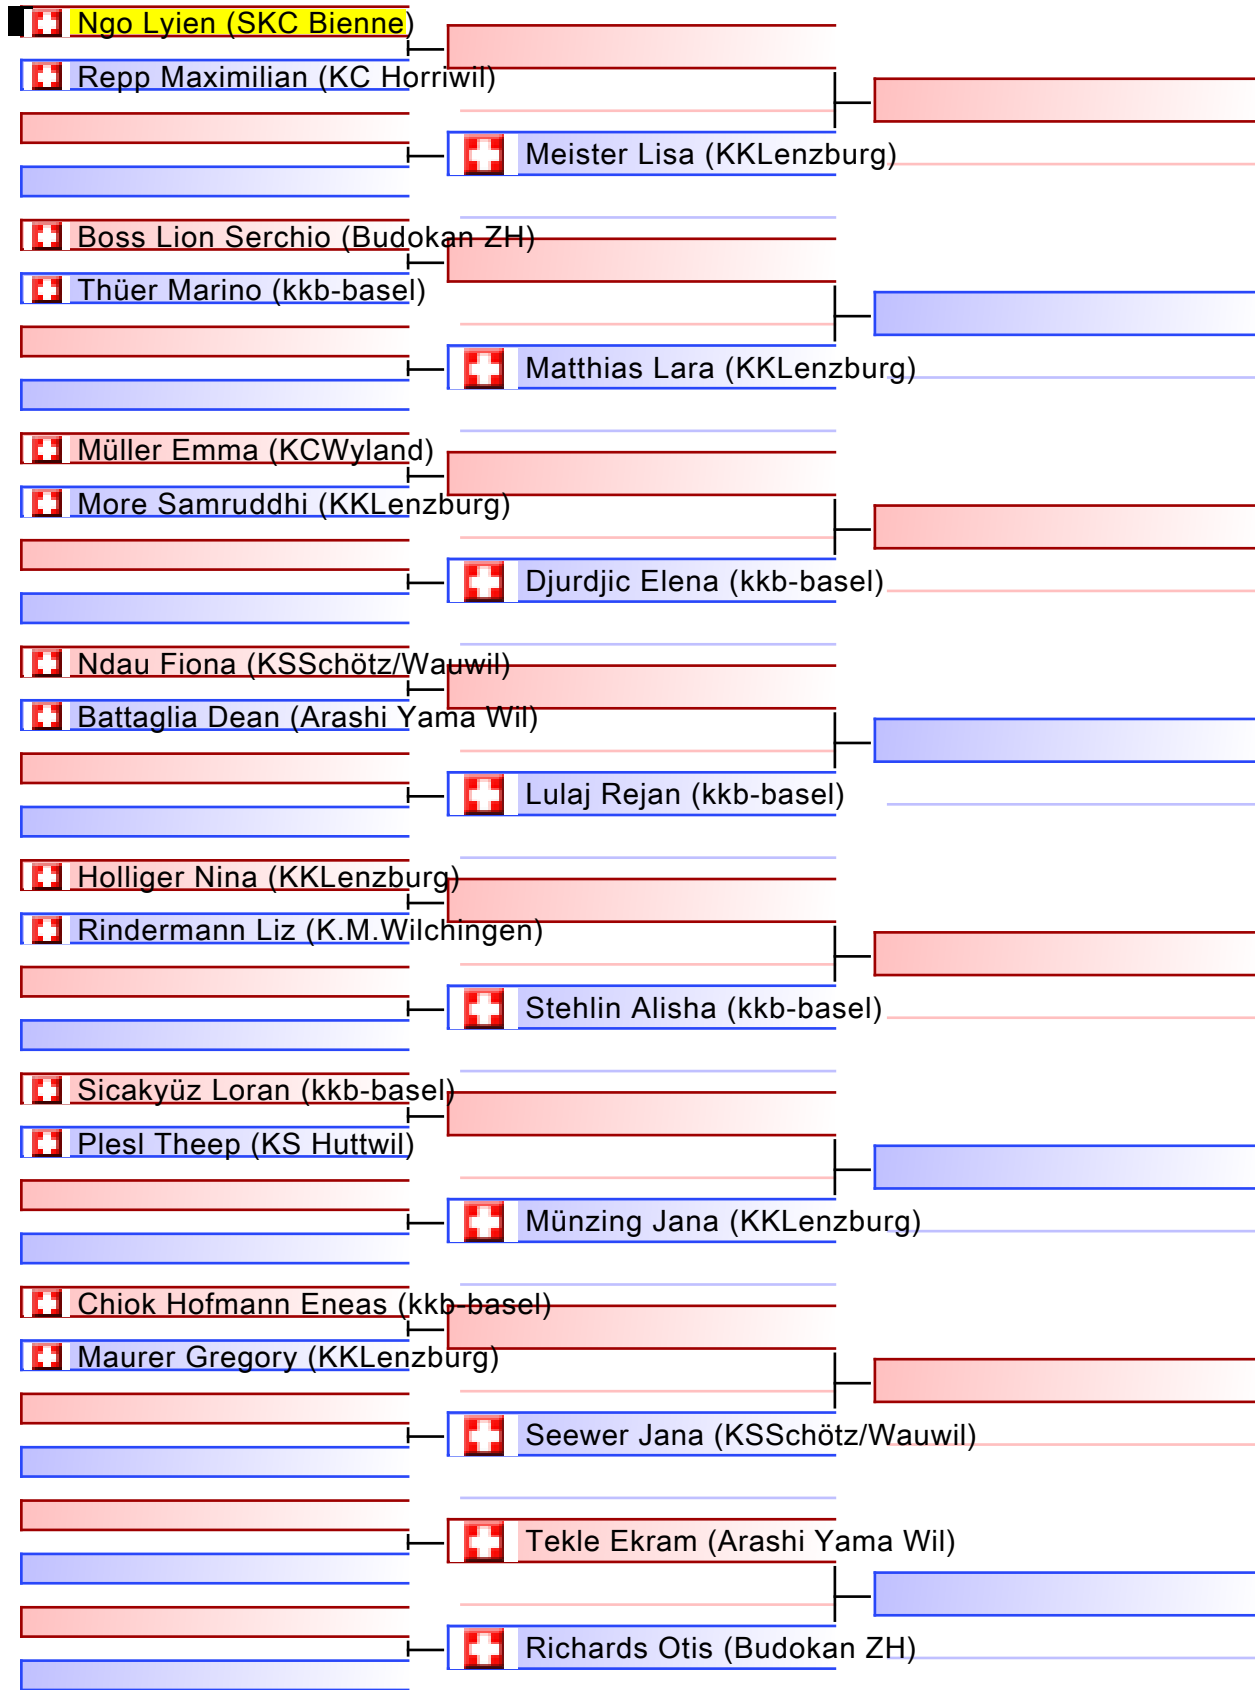 Ngo Lyien (SKC Bienne)
Repp Maximilian (KC Horriwil)
Meister Lisa (KKLenzburg)
Boss Lion Serchio (Budokan ZH)
Thüer Marino (kkb-basel)
Matthias Lara (KKLenzburg)
Müller Emma (KCWyland)
More Samruddhi (KKLenzburg)
Djurdjic Elena (kkb-basel)
Ndau Fiona (KSSchötz/Wauwil)
Battaglia Dean (Arashi Yama Wil)
Lulaj Rejan (kkb-basel)
Holliger Nina (KKLenzburg)
Rindermann Liz (K.M.Wilchingen)
Stehlin Alisha (kkb-basel)
Sicakyüz Loran (kkb-basel)
Plesl Theep (KS Huttwil)
Münzing Jana (KKLenzburg)
Chiok Hofmann Eneas (kkb-basel)
Maurer Gregory (KKLenzburg)
Seewer Jana (KSSchötz/Wauwil)
Tekle Ekram (Arashi Yama Wil)
Richards Otis (Budokan ZH)